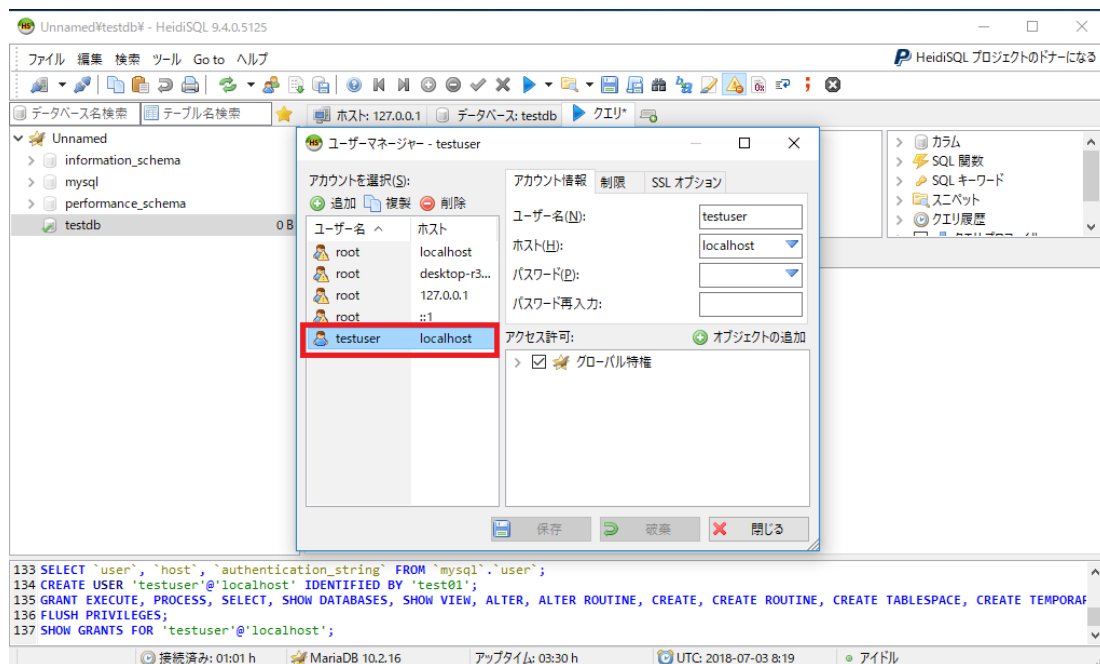 Unnamed¥testdb¥ - HeidiSQL 9.4.0.5125
ファイル 編集 検索 ツール Go to ヘルプ
HeidiSQL プロジェクトのドナーになる
データベース名検索 テーブル名検索
ホスト: 127.0.0.1 データベース: testdb クエリ*
Unnamed
information_schema
mysql
performance_schema
testdb 0 B
ユーザーマネージャー - testuser
アカウントを選択(S):
追加 複製 削除
ユーザー名 ホスト
root localhost
root desktop-r3...
root 127.0.0.1
root ::1
testuser localhost
アカウント情報 制限 SSL オプション
ユーザー名(N): testuser
ホスト(H): localhost
パスワード(P):
パスワード再入力:
アクセス許可: オブジェクトの追加
グローバル特権
保存 破棄 閉じる
カラム
SQL 関数
SQL キーワード
スニペット
クエリ履歴
133 SELECT `user`, `host`, `authentication_string` FROM `mysql`.`user`;
134 CREATE USER 'testuser'@'localhost' IDENTIFIED BY 'test01';
135 GRANT EXECUTE, PROCESS, SELECT, SHOW DATABASES, SHOW VIEW, ALTER, ALTER ROUTINE, CREATE, CREATE ROUTINE, CREATE TABLESPACE, CREATE TEMPORAR
136 FLUSH PRIVILEGES;
137 SHOW GRANTS FOR 'testuser'@'localhost';
接続済み: 01:01 h MariaDB 10.2.16 アップタイム: 03:30 h UTC: 2018-07-03 8:19 アイドル